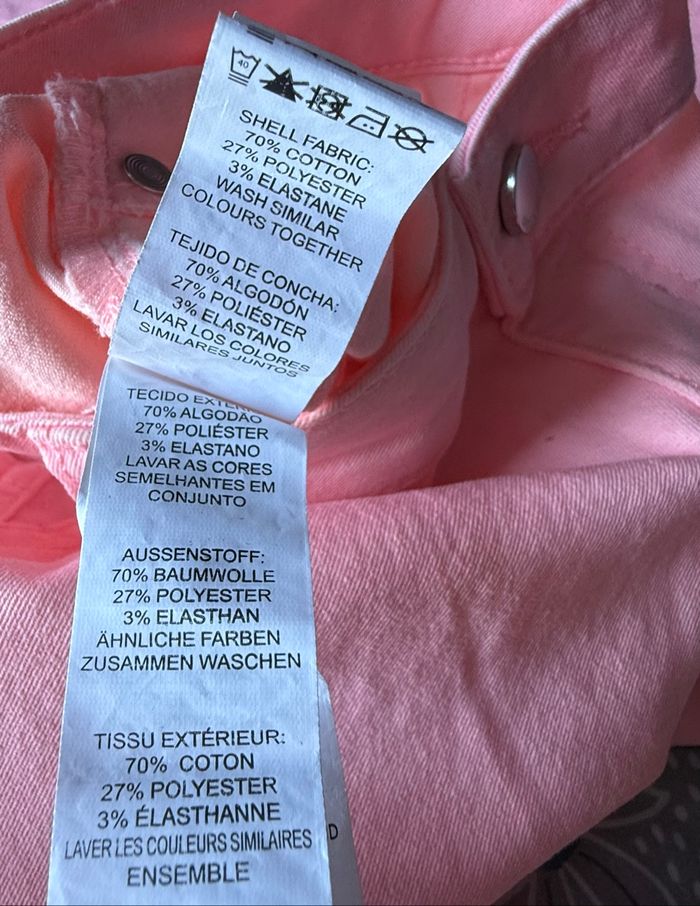 40
SHELL FABRIC:
70% COTTON
27% POLYESTER
3% ELASTANE
WASH SIMILAR
COLOURS TOGETHER
TEJIDO DE CONCHA:
70% ALGODÓN
27% POLIÉSTER
3% ELASTANO
LAVAR LOS COLORES
SIMILARES JUNTOS
TECIDO
70% ALGODÃO
27% POLIÉSTER
3% ELASTANO
LAVAR AS CORES
SEMELHANTES EM
CONJUNTO
AUSSENSTOFF:
70% BAUMWOLLE
27% POLYESTER
3% ELASTHAN
ÄHNLICHE FARBEN
ZUSAMMEN WASCHEN
TISSU EXTÉRIEUR:
70% COTON
27% POLYESTER
3% ÉLASTHANNE
LAVER LES COULEURS SIMILAIRES
ENSEMBLE
D